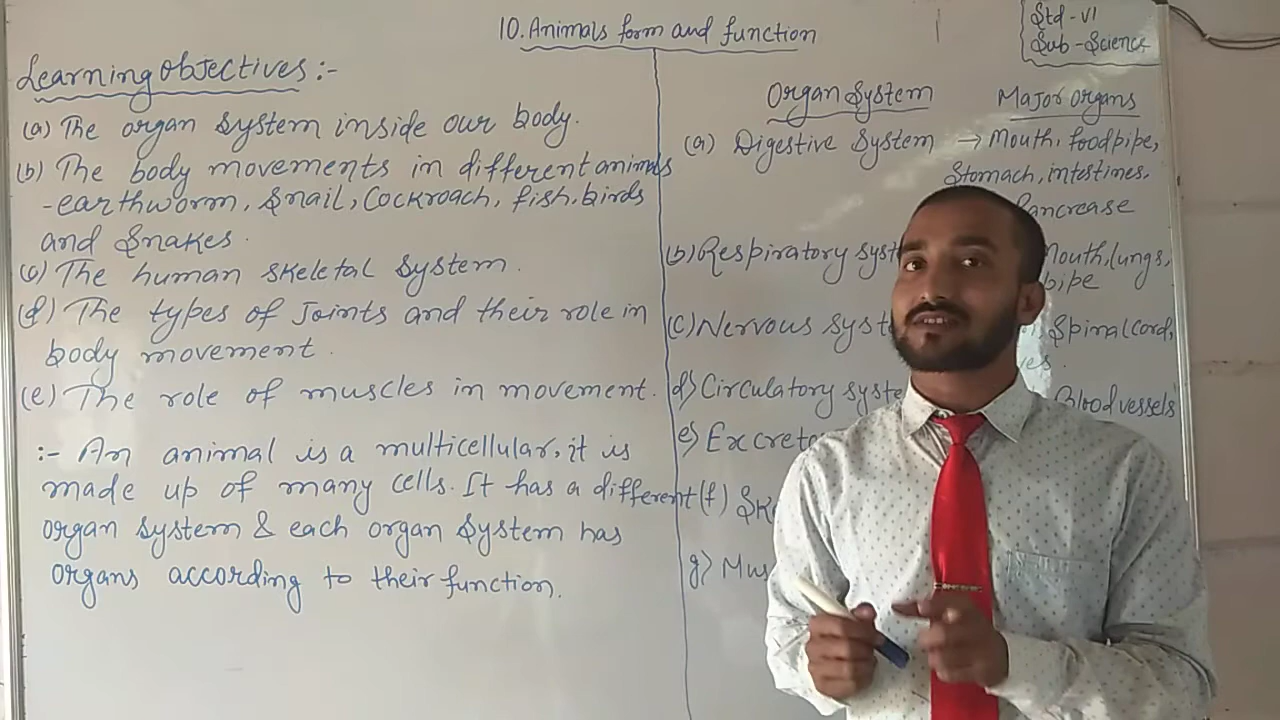 10. Animals form and function
Std - VI
Sub - Science
Learning Objectives :-
(a) The organ system inside our body.
(b) The body movements in different animals
- earthworm, Snail, Cockroach, fish, birds
and Snakes.
(c) The human skeletal system.
(d) The types of Joints and their role in
body movement.
(e) The role of muscles in movement.
:- An animal is a multicellular, it is
made up of many cells. It has a different
organ system & each organ system has
organs according to their function.
Organ System Major Organs
(a) Digestive System → Mouth, foodpipe,
Stomach, intestines,
Pancrease
(b) Respiratory syst Mouth, lungs,
pipe
(c) Nervous Syst Spinal cord,
ves.
d) Circulatory syste Blood vessels
e) Excreto
(f) Sk
g) Mus